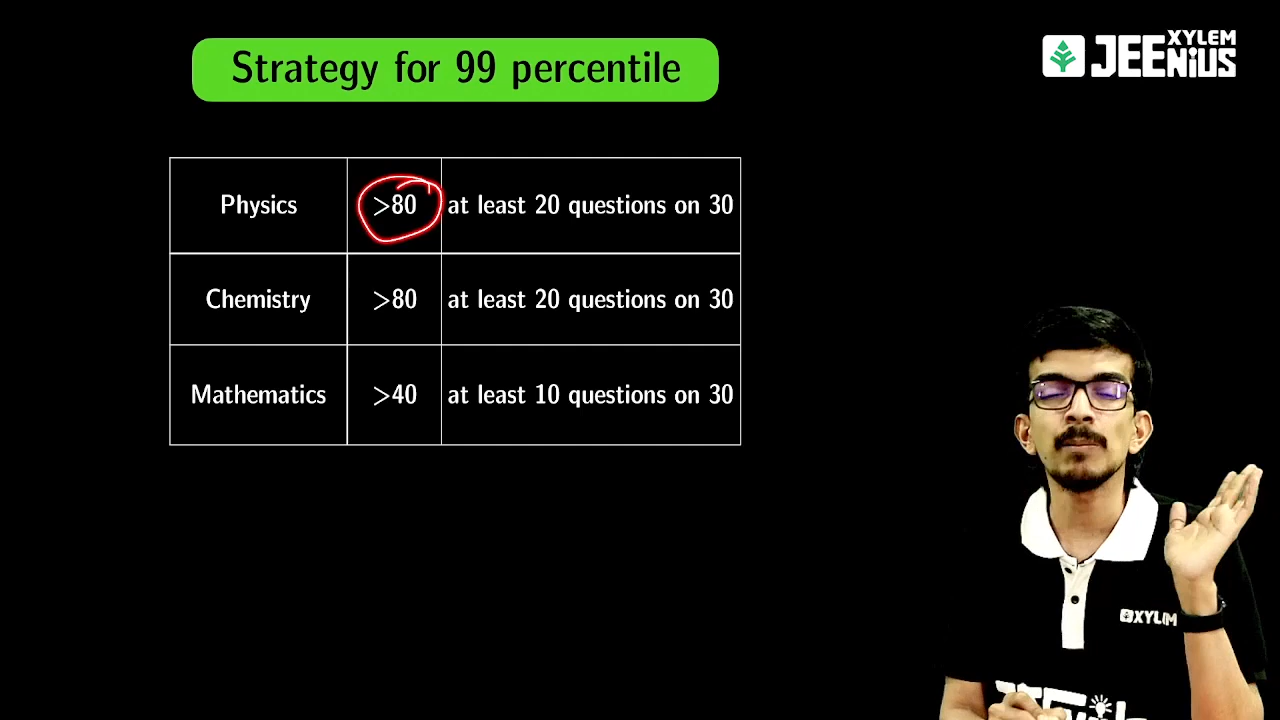 Strategy for 99 percentile
XYLEM
JEENIUS
Physics >80 at least 20 questions on 30
Chemistry >80 at least 20 questions on 30
Mathematics >40 at least 10 questions on 30
XYLEM